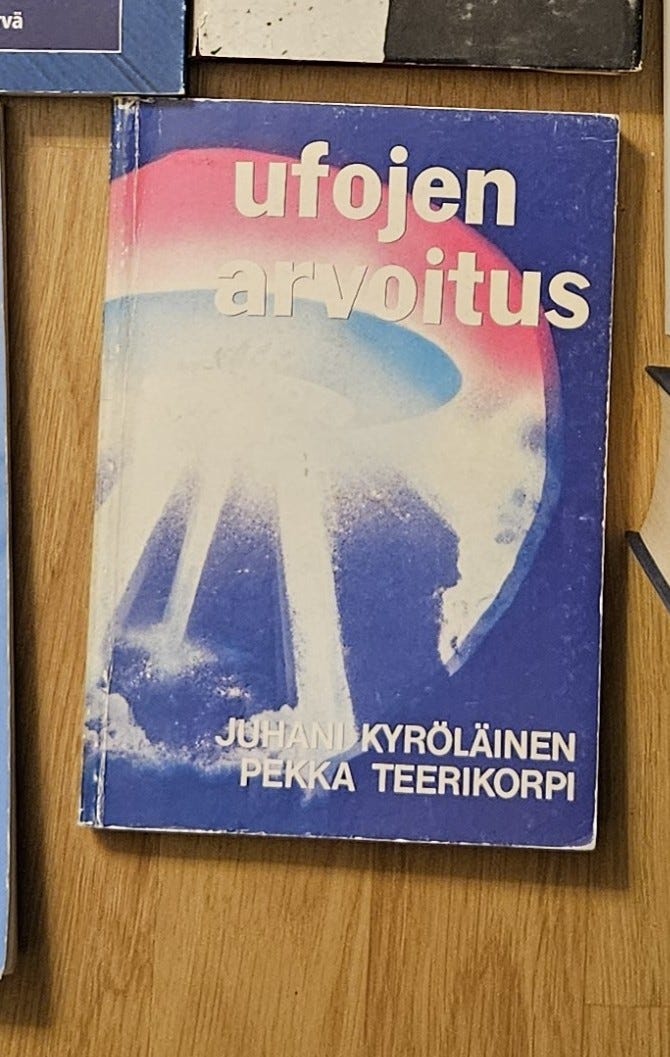 ufojen
arvoitus
JUHANI KYRÖLÄINEN
PEKKA TEERIKORPI